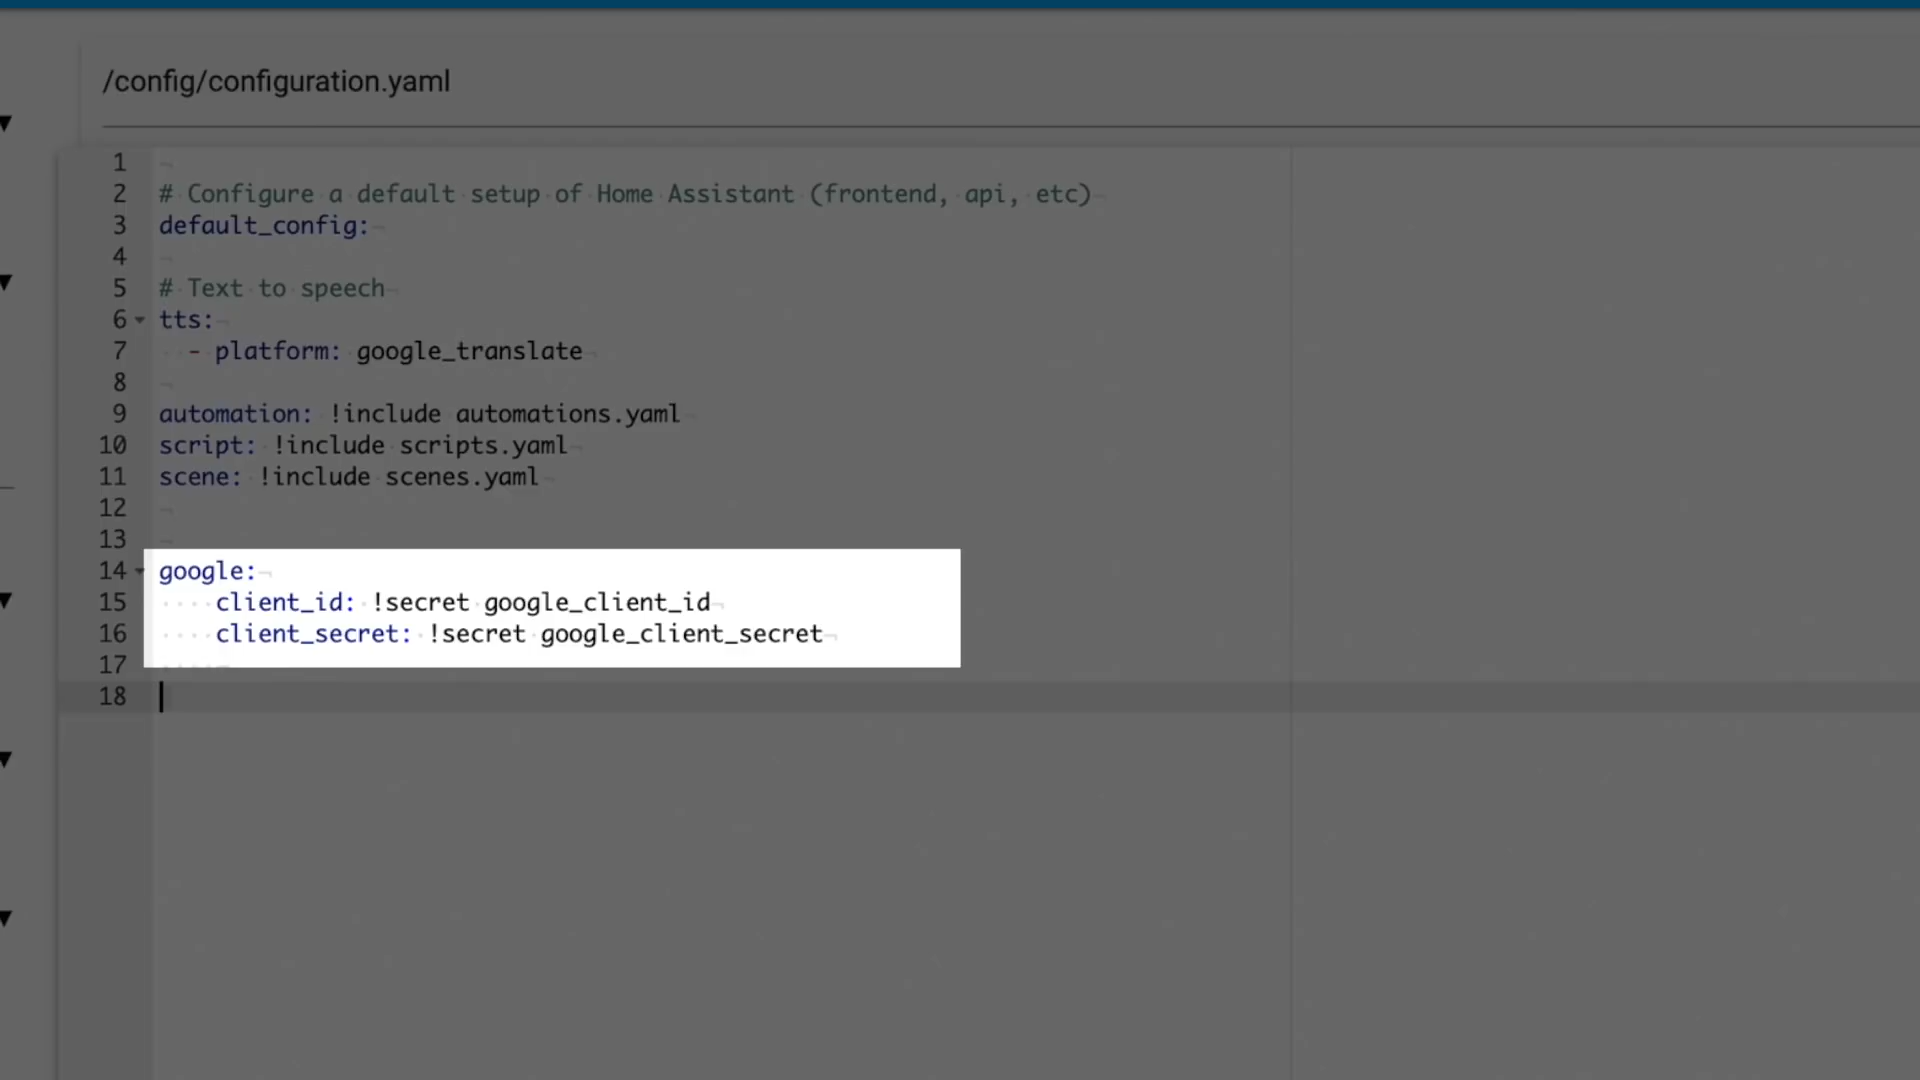 /config/configuration.yaml
1
2 # Configure a default setup of Home Assistant (frontend, api, etc)
3 default_config:
4
5 # Text to speech
6 tts:
7   - platform: google_translate
8
9 automation: !include automations.yaml
10 script: !include scripts.yaml
11 scene: !include scenes.yaml
12
13
14 google:
15     client_id: !secret google_client_id
16     client_secret: !secret google_client_secret
17
18